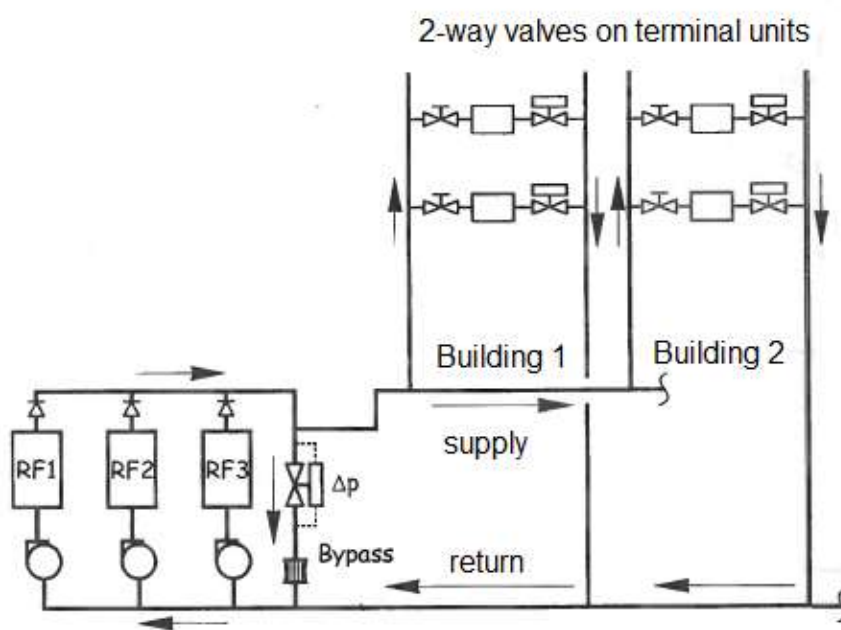 2-way valves on terminal units
Building 1
Building 2
supply
RF1
RF2
RF3
Δp
Bypass
return